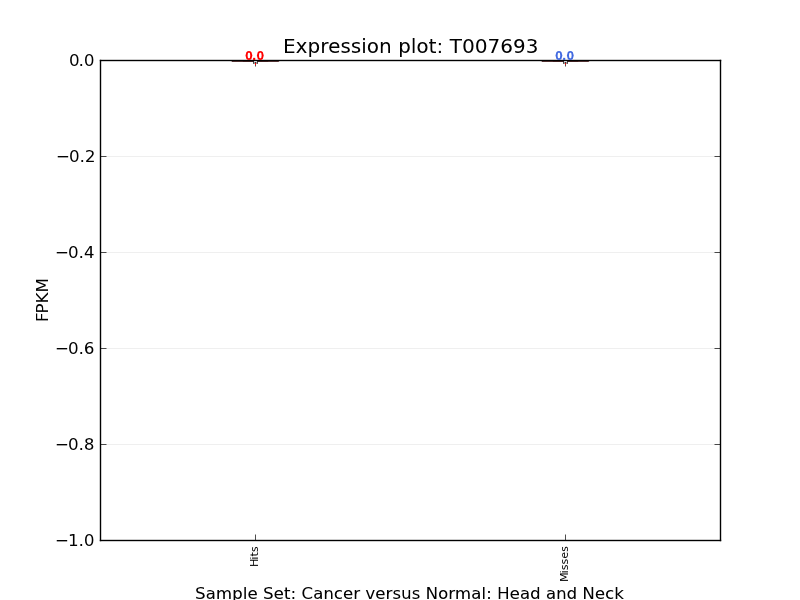 Expression plot: T007693
0.0
0.0
0.0
−0.2
−0.4
−0.6
−0.8
−1.0
FPKM
Hits
Misses
Sample Set: Cancer versus Normal: Head and Neck